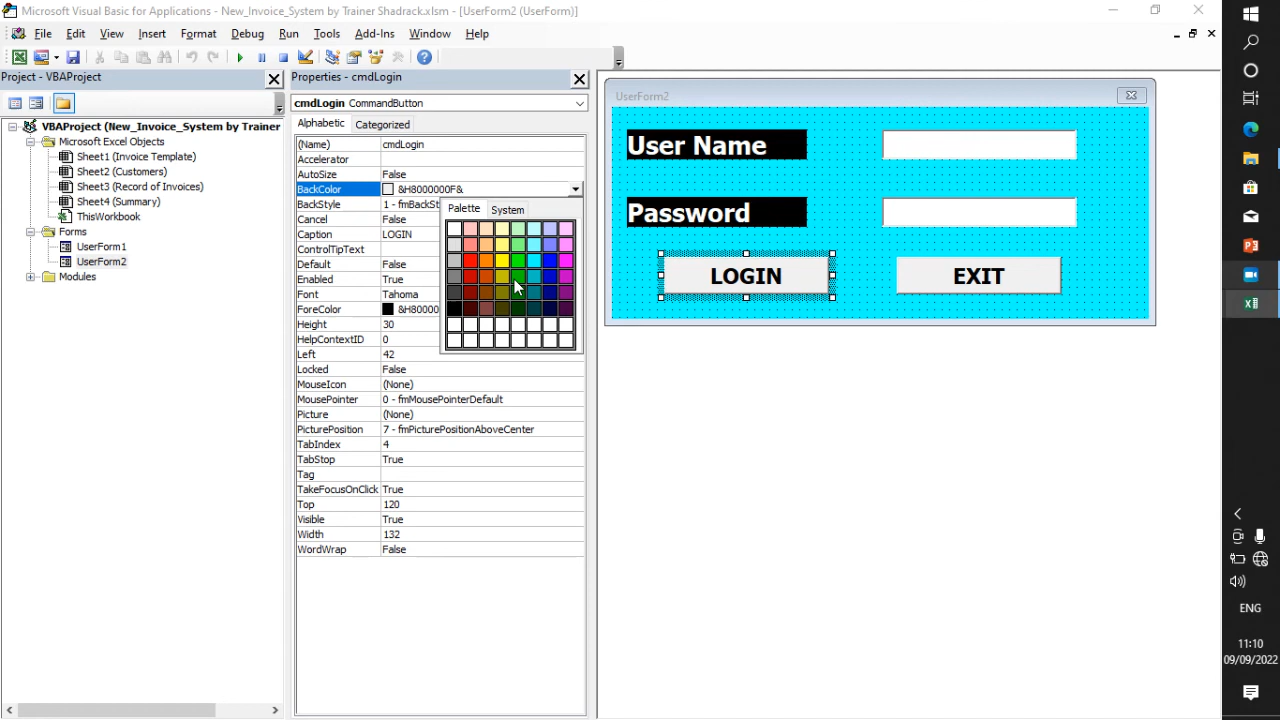 Microsoft Visual Basic for Applications - New_Invoice_System by Trainer Shadrack.xlsm - [UserForm2 (UserForm)]
File Edit View Insert Format Debug Run Tools Add-Ins Window Help
Project - VBAProject
VBAProject (New_Invoice_System by Trainer
Microsoft Excel Objects
Sheet1 (Invoice Template)
Sheet2 (Customers)
Sheet3 (Record of Invoices)
Sheet4 (Summary)
ThisWorkbook
Forms
UserForm1
UserForm2
Modules
Properties - cmdLogin
cmdLogin CommandButton
Alphabetic Categorized
(Name) cmdLogin
Accelerator
AutoSize False
BackColor &H8000000F&
BackStyle 1 - fmBackSt
Cancel False
Caption LOGIN
ControlTipText
Default False
Enabled True
Font Tahoma
ForeColor &H80000
Height 30
HelpContextID 0
Left 42
Locked False
MouseIcon (None)
MousePointer 0 - fmMousePointerDefault
Picture (None)
PicturePosition 7 - fmPicturePositionAboveCenter
TabIndex 4
TabStop True
Tag
TakeFocusOnClick True
Top 120
Visible True
Width 132
WordWrap False
Palette System
UserForm2
User Name
Password
LOGIN EXIT
ENG
11:10
09/09/2022